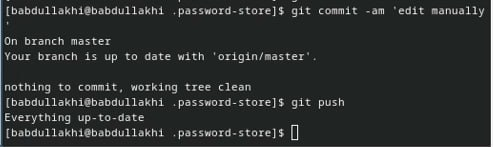 [babdullakhi@babdullakhi .password-store]$ git commit -am 'edit manually
'
On branch master
Your branch is up to date with 'origin/master'.

nothing to commit, working tree clean
[babdullakhi@babdullakhi .password-store]$ git push
Everything up-to-date
[babdullakhi@babdullakhi .password-store]$